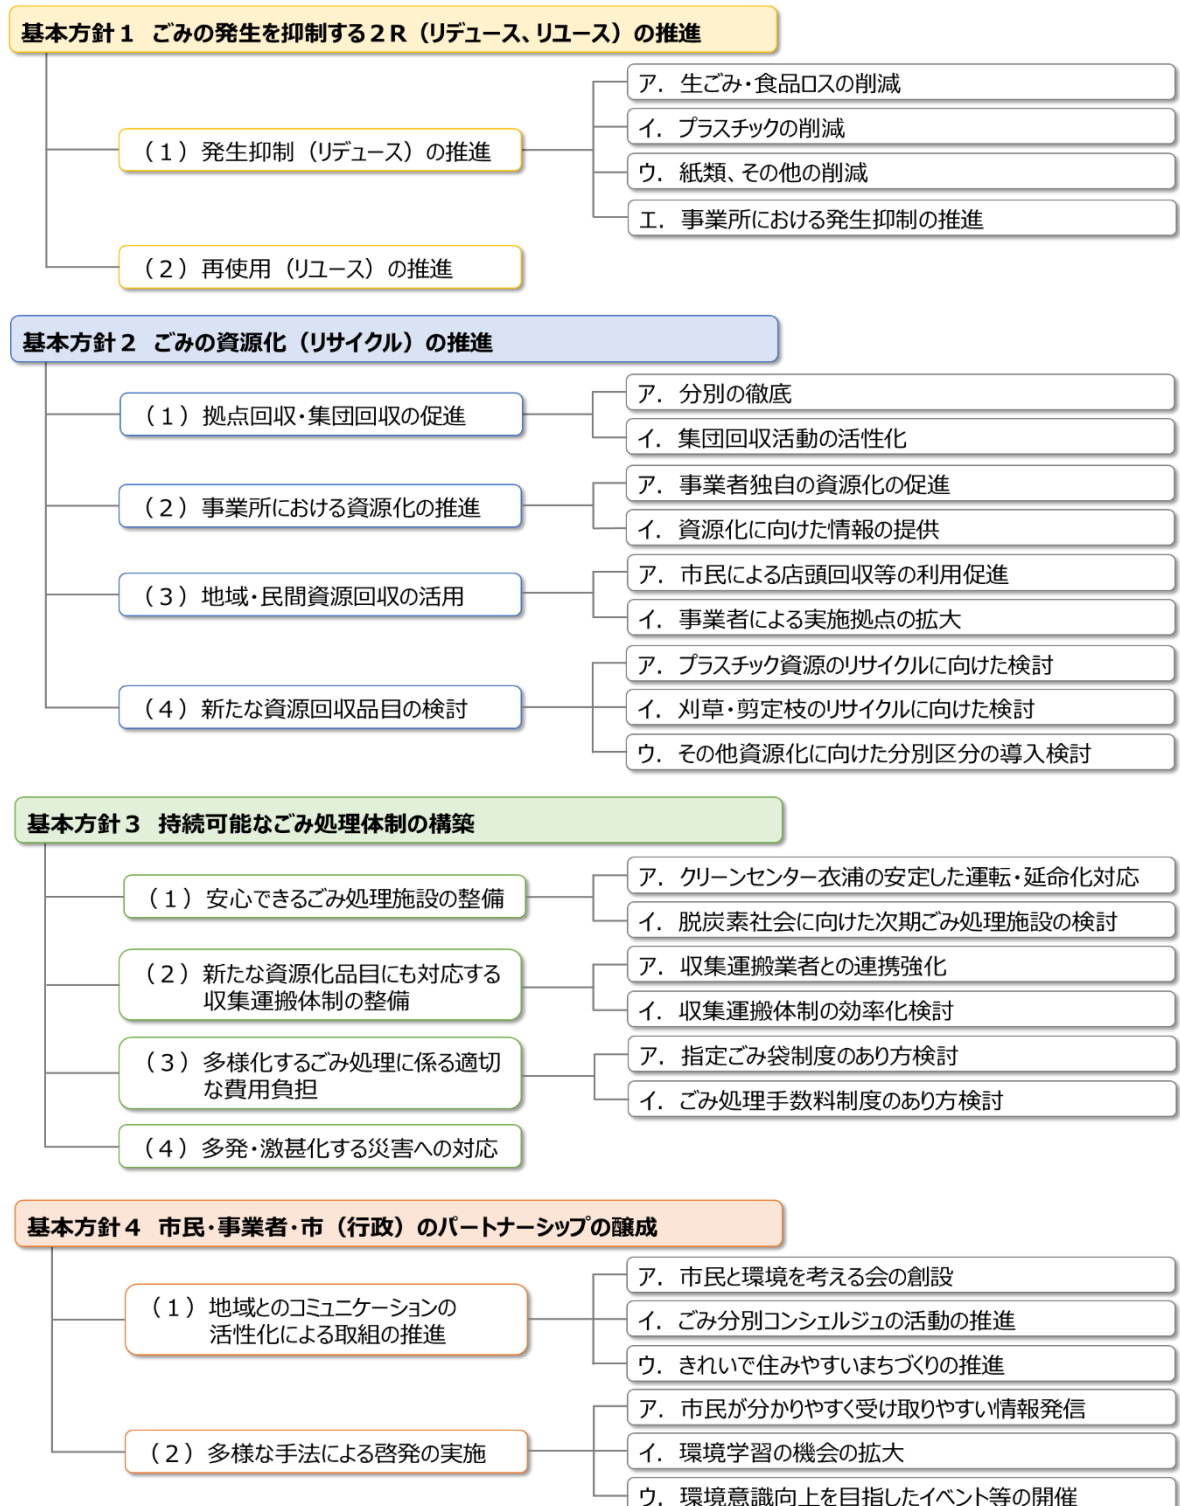 基本方針１ ごみの発生を抑制する２Ｒ（リデュース、リユース）の推進
（１）発生抑制（リデュース）の推進
ア．生ごみ・食品ロスの削減
イ．プラスチックの削減
ウ．紙類、その他の削減
エ．事業所における発生抑制の推進
（２）再使用（リユース）の推進
基本方針２ ごみの資源化（リサイクル）の推進
（１）拠点回収・集団回収の促進
ア．分別の徹底
イ．集団回収活動の活性化
（２）事業所における資源化の推進
ア．事業者独自の資源化の促進
イ．資源化に向けた情報の提供
（３）地域・民間資源回収の活用
ア．市民による店頭回収等の利用促進
イ．事業者による実施拠点の拡大
（４）新たな資源回収品目の検討
ア．プラスチック資源のリサイクルに向けた検討
イ．刈草・剪定枝のリサイクルに向けた検討
ウ．その他資源化に向けた分別区分の導入検討
基本方針３ 持続可能なごみ処理体制の構築
（１）安心できるごみ処理施設の整備
ア．クリーンセンター衣浦の安定した運転・延命化対応
イ．脱炭素社会に向けた次期ごみ処理施設の検討
（２）新たな資源化品目にも対応する
収集運搬体制の整備
ア．収集運搬業者との連携強化
イ．収集運搬体制の効率化検討
（３）多様化するごみ処理に係る適切
な費用負担
ア．指定ごみ袋制度のあり方検討
イ．ごみ処理手数料制度のあり方検討
（４）多発・激甚化する災害への対応
基本方針４ 市民・事業者・市（行政）のパートナーシップの醸成
（１）地域とのコミュニケーションの
活性化による取組の推進
ア．市民と環境を考える会の創設
イ．ごみ分別コンシェルジュの活動の推進
ウ．きれいで住みやすいまちづくりの推進
（２）多様な手法による啓発の実施
ア．市民が分かりやすく受け取りやすい情報発信
イ．環境学習の機会の拡大
ウ．環境意識向上を目指したイベント等の開催